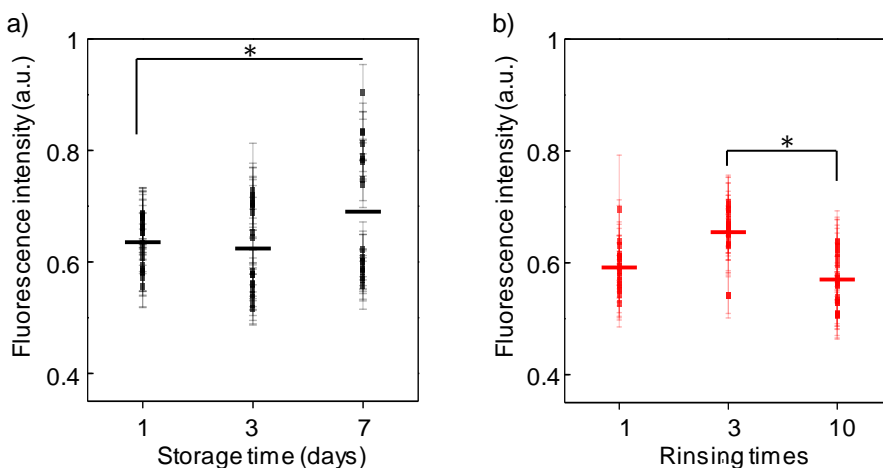 a)
Fluorescence intensity (a.u.)
1
0.8
0.6
0.4
*
1 3 7
Storage time (days)
b)
Fluorescence intensity (a.u.)
1
0.8
0.6
0.4
*
1 3 10
Rinsing times